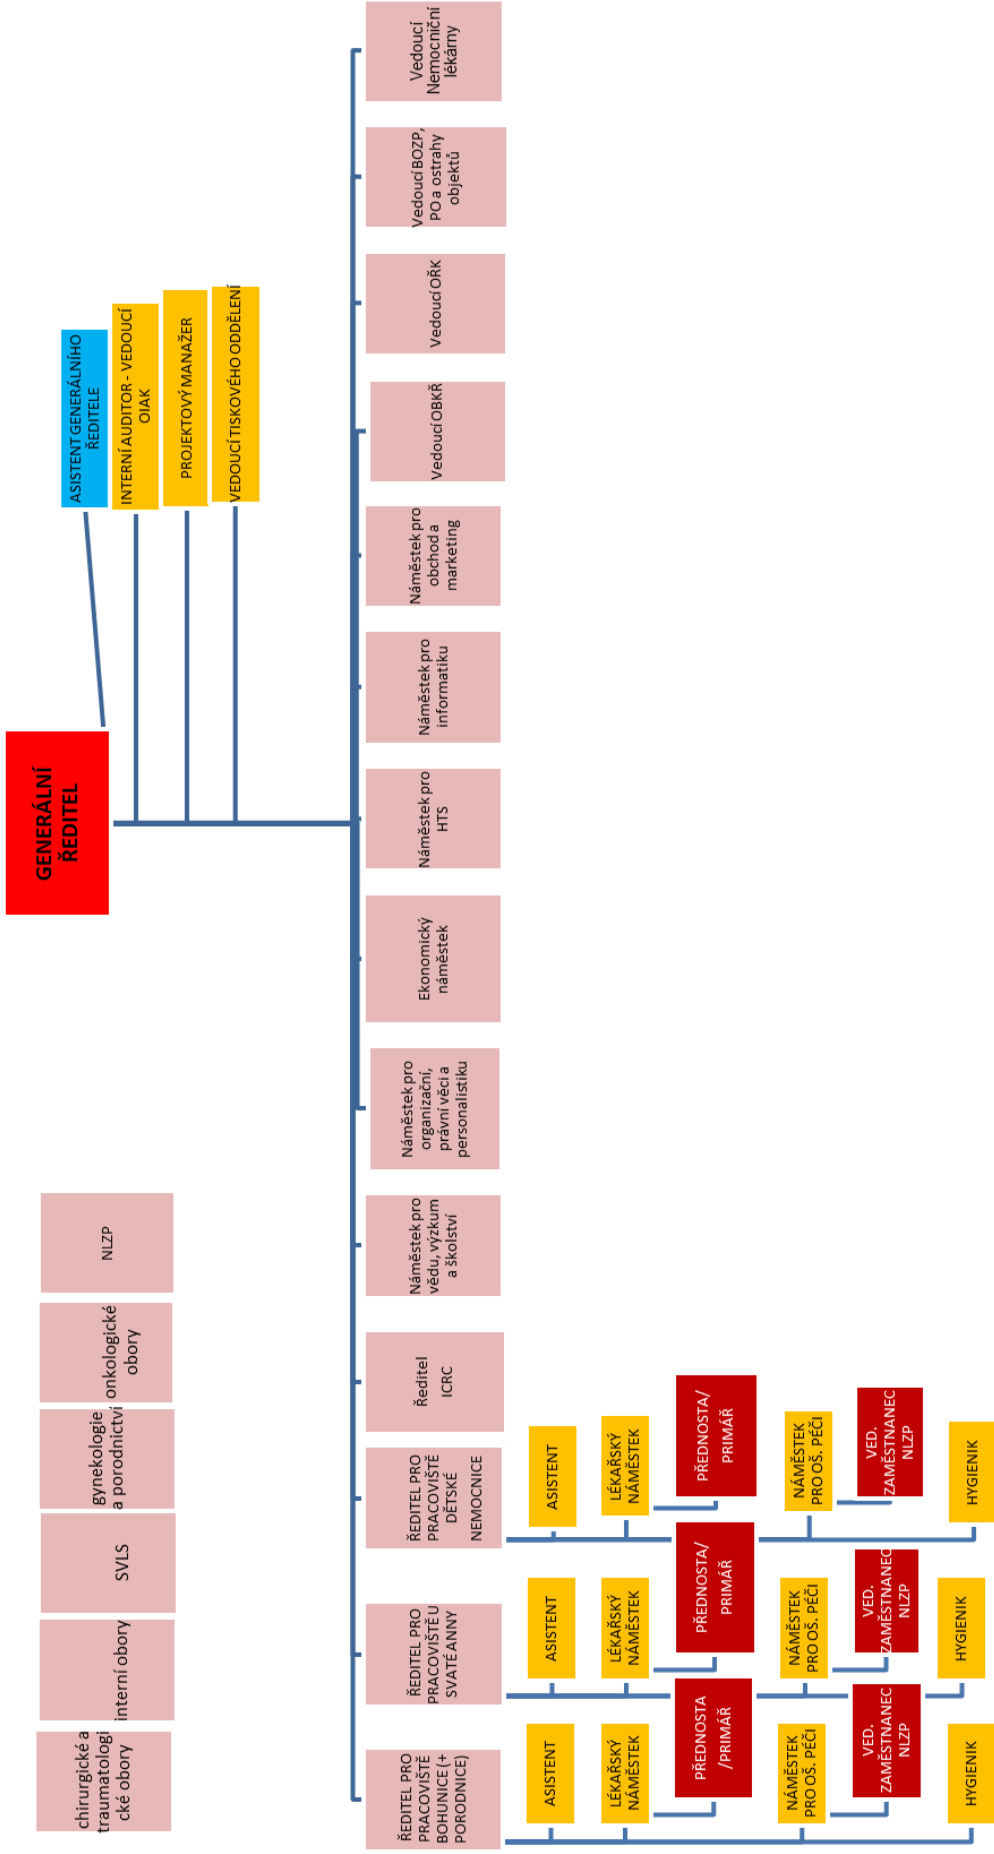 GENERÁLNÍ
ŘEDITEL
ASISTENT GENERÁLNÍHO
ŘEDITELE
INTERNÍ AUDITOR - VEDOUCÍ
OIAK
PROJEKTOVÝ MANAŽER
VEDOUCÍ TISKOVÉHO ODDĚLENÍ
chirurgické a
traumatologi
cké obory
interní obory
SVLS
gynekologie
a porodnictví
onkologické
obory
NLZP
ŘEDITEL PRO
PRACOVIŠTĚ
BOHUNICE (+
PORODNICE)
ŘEDITEL PRO
PRACOVIŠTĚ U
SVATÉ ANNY
ŘEDITEL PRO
PRACOVIŠTĚ
DĚTSKÉ
NEMOCNICE
Ředitel
ICRC
Náměstek pro
vědu, výzkum
a školství
Náměstek pro
organizační,
právní věci a
personalistiku
Ekonomický
náměstek
Náměstek pro
HTS
Náměstek pro
informatiku
Náměstek pro
obchod a
marketing
Vedoucí OBKŘ
Vedoucí OŘK
Vedoucí BOZP,
PO a ostrahy
objektů
Vedoucí
Nemocniční
lékárny
ASISTENT
LÉKAŘSKÝ
NÁMĚSTEK
PŘEDNOSTA
/PRIMÁŘ
NÁMĚSTEK
PRO OŠ. PÉČI
VED.
ZAMĚSTNANEC
NLZP
HYGIENIK
ASISTENT
LÉKAŘSKÝ
NÁMĚSTEK
PŘEDNOSTA/
PRIMÁŘ
NÁMĚSTEK
PRO OŠ. PÉČI
VED.
ZAMĚSTNANEC
NLZP
HYGIENIK
ASISTENT
LÉKAŘSKÝ
NÁMĚSTEK
PŘEDNOSTA/
PRIMÁŘ
NÁMĚSTEK
PRO OŠ. PÉČI
VED.
ZAMĚSTNANEC
NLZP
HYGIENIK